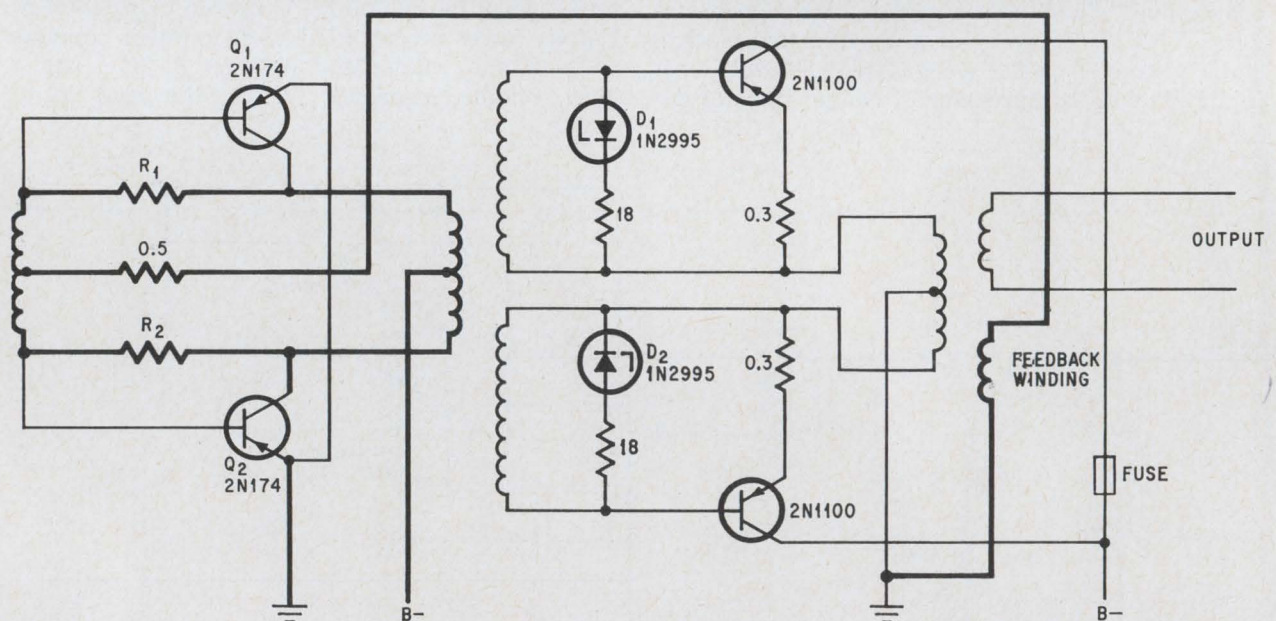 Q1
2N174
R1
0.5
R2
Q2
2N174
B–
D1
1N2995
18
2N1100
0.3
D2
1N2995
18
0.3
2N1100
OUTPUT
FEEDBACK
WINDING
FUSE
B–